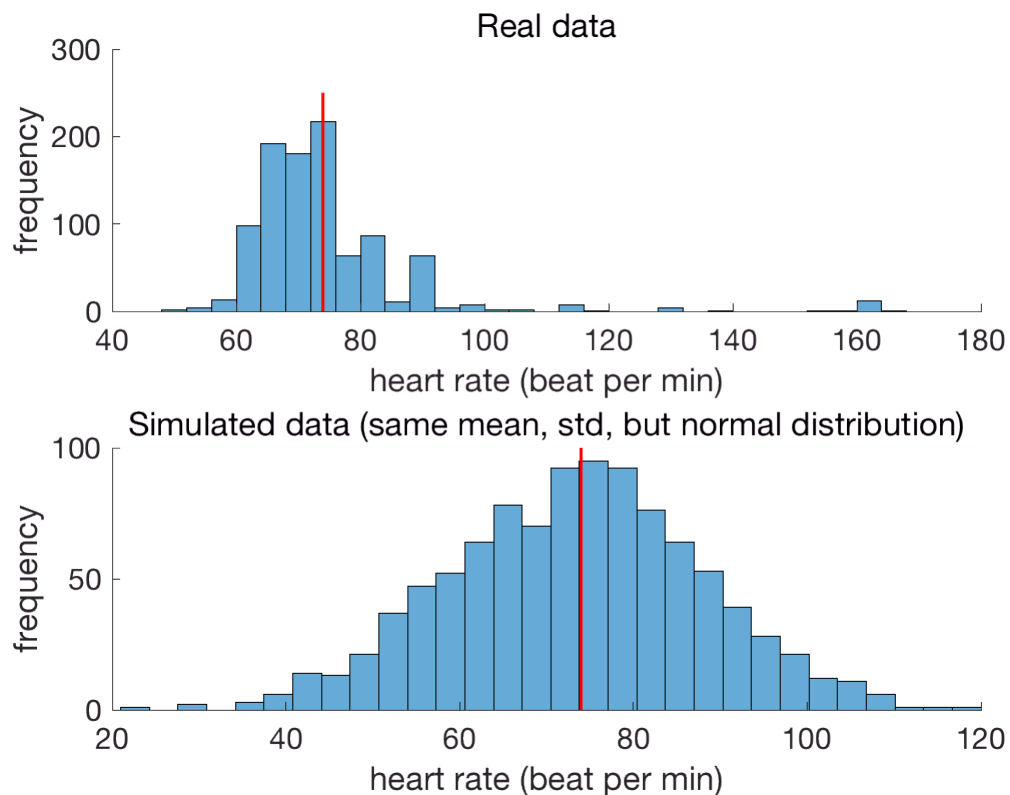 Real data
300
200
100
0
frequency
40 60 80 100 120 140 160 180
heart rate (beat per min)
Simulated data (same mean, std, but normal distribution)
100
50
0
frequency
20 40 60 80 100 120
heart rate (beat per min)